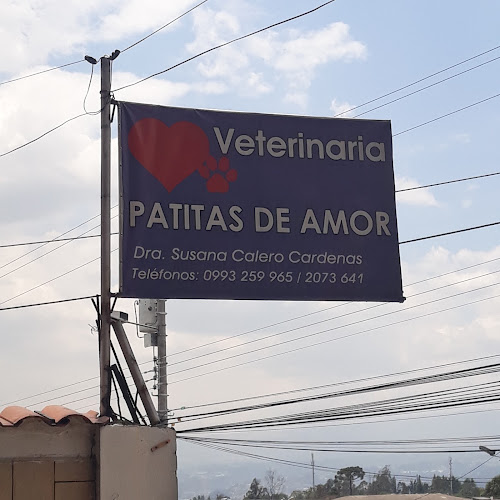 Veterinaria
PATITAS DE AMOR
Dra. Susana Calero Cardenas
Teléfonos: 0993 259 965 / 2073 641